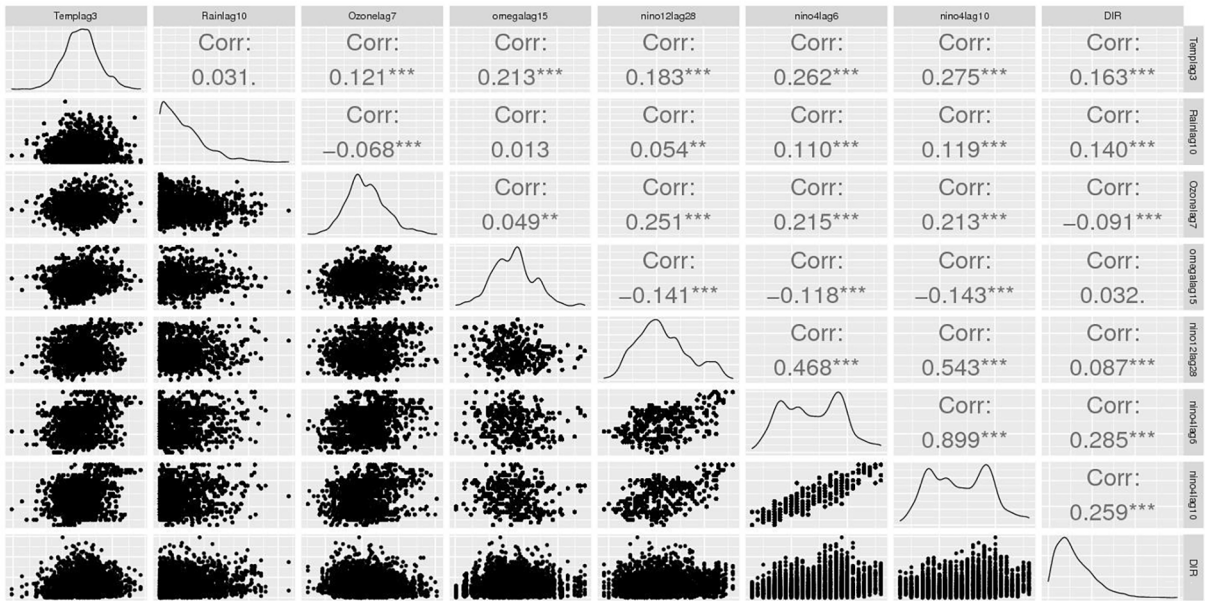 Templag3 Rainlag10 Ozonelag7 omegalag15 nino12lag28 nino4lag6 nino4lag10 DIR
Corr: Corr: Corr: Corr: Corr: Corr: Corr:
0.031. 0.121*** 0.213*** 0.183*** 0.262*** 0.275*** 0.163***
Templag3
Corr: Corr: Corr: Corr: Corr: Corr:
−0.068*** 0.013 0.054** 0.110*** 0.119*** 0.140***
Rainlag10
Corr: Corr: Corr: Corr: Corr:
0.049** 0.251*** 0.215*** 0.213*** −0.091***
Ozonelag7
Corr: Corr: Corr: Corr:
−0.141*** −0.118*** −0.143*** 0.032.
omegalag15
Corr: Corr: Corr:
0.468*** 0.543*** 0.087***
nino12lag28
Corr: Corr:
0.899*** 0.285***
nino4lag6
Corr:
0.259***
nino4lag10
DIR